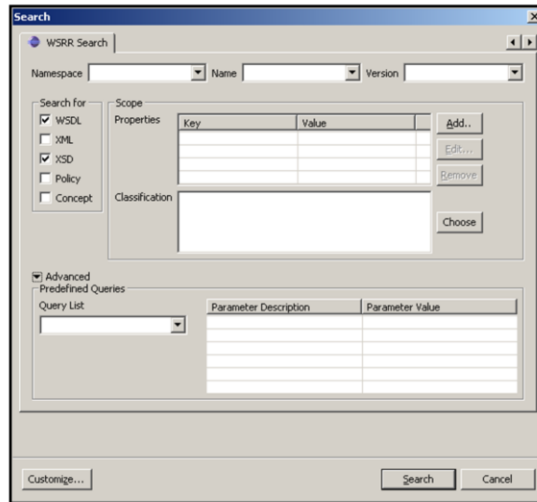 Search
WSRR Search
Namespace Name Version
Search for
WSDL
XML
XSD
Policy
Concept
Scope
Properties
Key Value
Add..
Edit...
Remove
Classification
Choose
Advanced
Predefined Queries
Query List
Parameter Description Parameter Value
Customize... Search Cancel